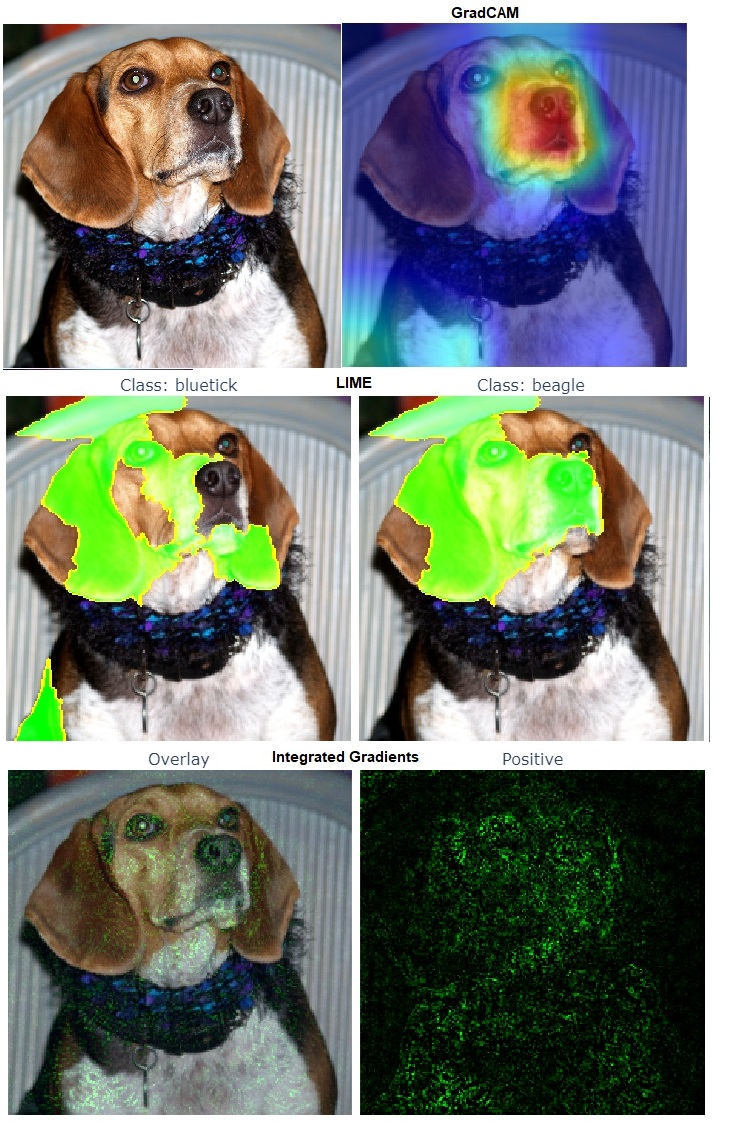 GradCAM
LIME
Class: bluetick
Class: beagle
Integrated Gradients
Overlay
Positive